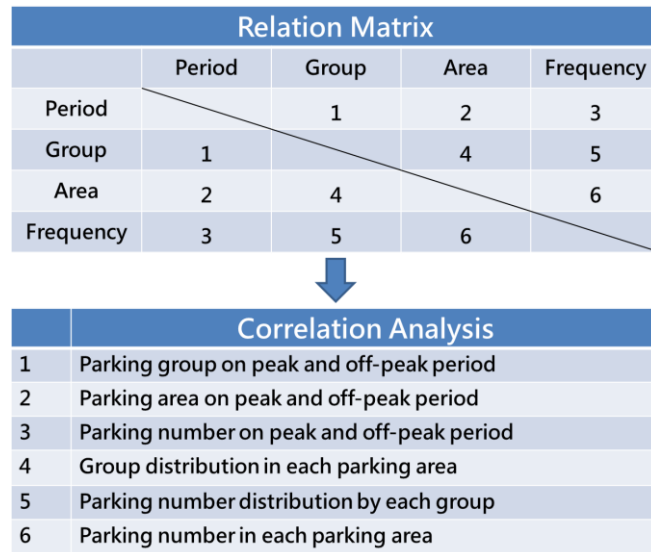 Relation Matrix
Period Group Area Frequency
Period 1 2 3
Group 1 4 5
Area 2 4 6
Frequency 3 5 6
Correlation Analysis
1 Parking group on peak and off-peak period
2 Parking area on peak and off-peak period
3 Parking number on peak and off-peak period
4 Group distribution in each parking area
5 Parking number distribution by each group
6 Parking number in each parking area